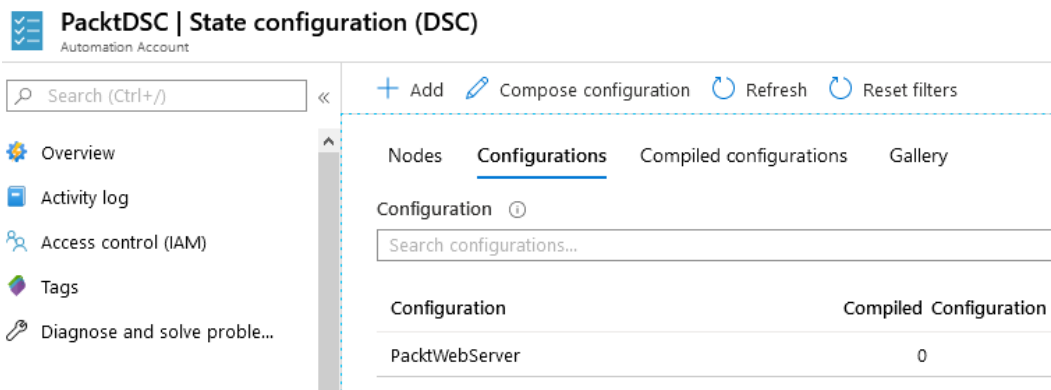 PacktDSC | State configuration (DSC)
Automation Account
Search (Ctrl+/)
«
Overview
Activity log
Access control (IAM)
Tags
Diagnose and solve proble...
Add Compose configuration Refresh Reset filters
Nodes Configurations Compiled configurations Gallery
Configuration
Search configurations...
Configuration Compiled Configuration
PacktWebServer 0